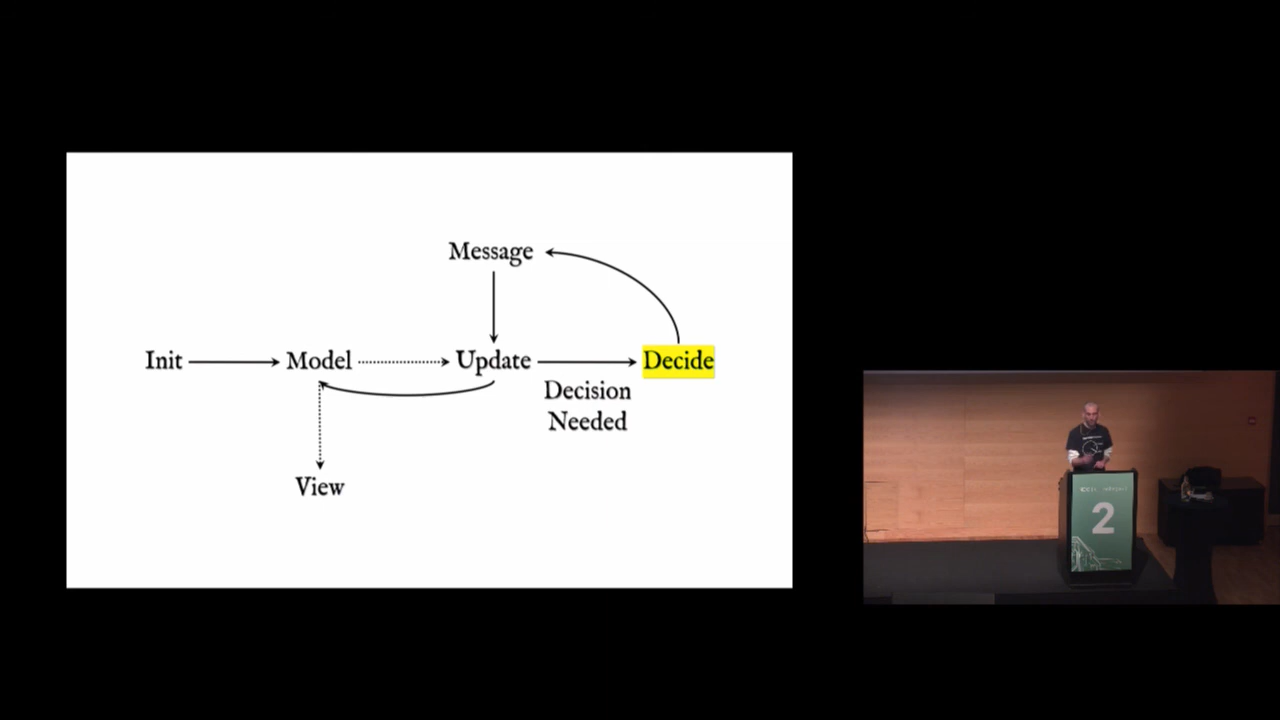 Message
Init
Model
Update
Decide
Decision
Needed
View
2